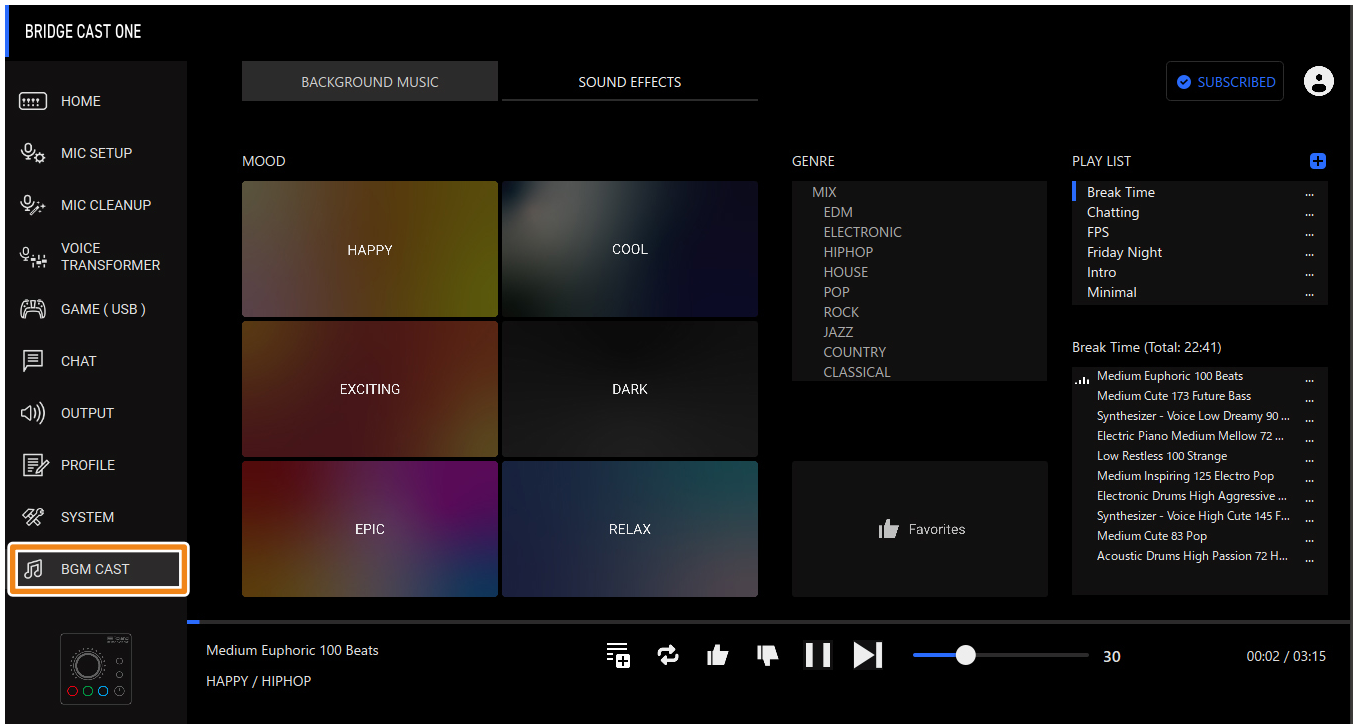 BRIDGE CAST ONE
HOME
MIC SETUP
MIC CLEANUP
VOICE
TRANSFORMER
GAME ( USB )
CHAT
OUTPUT
PROFILE
SYSTEM
BGM CAST
BACKGROUND MUSIC
SOUND EFFECTS
SUBSCRIBED
MOOD
HAPPY
COOL
EXCITING
DARK
EPIC
RELAX
GENRE
MIX
EDM
ELECTRONIC
HIPHOP
HOUSE
POP
ROCK
JAZZ
COUNTRY
CLASSICAL
Favorites
PLAY LIST
Break Time ...
Chatting ...
FPS ...
Friday Night ...
Intro ...
Minimal ...
Break Time (Total: 22:41)
Medium Euphoric 100 Beats ...
Medium Cute 173 Future Bass ...
Synthesizer - Voice Low Dreamy 90 ... ...
Electric Piano Medium Mellow 72 ... ...
Low Restless 100 Strange ...
Medium Inspiring 125 Electro Pop ...
Electronic Drums High Aggressive ... ...
Synthesizer - Voice High Cute 145 F... ...
Medium Cute 83 Pop ...
Acoustic Drums High Passion 72 H... ...
Medium Euphoric 100 Beats
HAPPY / HIPHOP
30
00:02 / 03:15